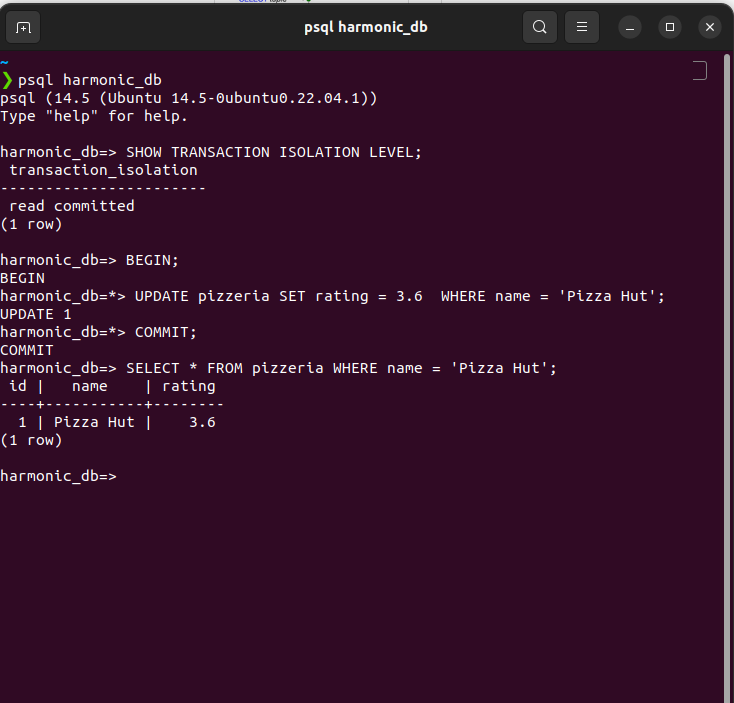 psql harmonic_db
~
❯ psql harmonic_db
psql (14.5 (Ubuntu 14.5-0ubuntu0.22.04.1))
Type "help" for help.
harmonic_db=> SHOW TRANSACTION ISOLATION LEVEL;
 transaction_isolation
-----------------------
 read committed
(1 row)
harmonic_db=> BEGIN;
BEGIN
harmonic_db=*> UPDATE pizzeria SET rating = 3.6  WHERE name = 'Pizza Hut';
UPDATE 1
harmonic_db=*> COMMIT;
COMMIT
harmonic_db=> SELECT * FROM pizzeria WHERE name = 'Pizza Hut';
 id |   name    | rating
----+-----------+--------
  1 | Pizza Hut |    3.6
(1 row)
harmonic_db=>